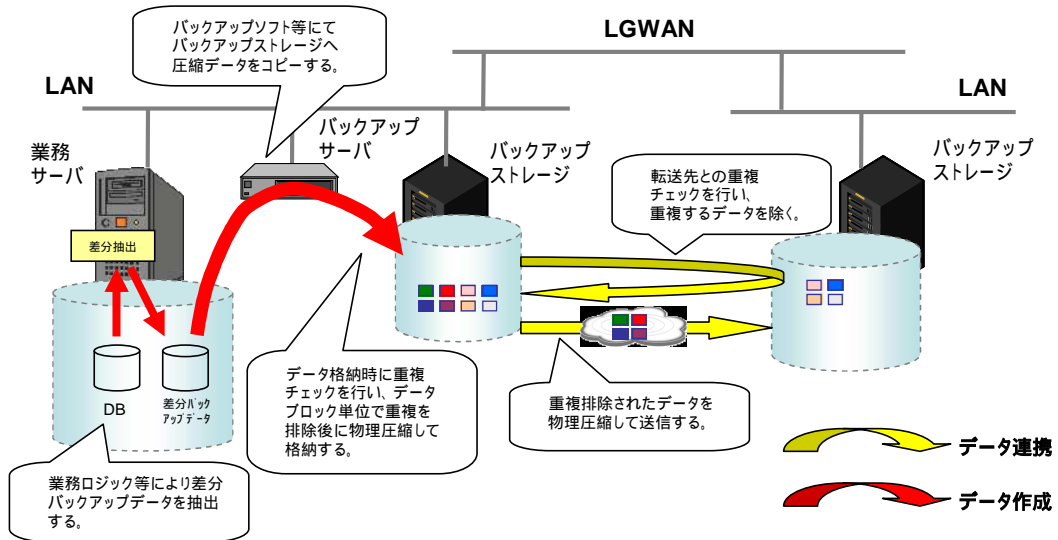 バックアップソフト等にて
バックアップストレージへ
圧縮データをコピーする。
LGWAN
LAN
LAN
業務
サーバ
バックアップ
サーバ
バックアップ
ストレージ
転送先との重複
チェックを行い、
重複するデータを除く。
バックアップ
ストレージ
差分抽出
DB
差分バック
アップデータ
データ格納時に重複
チェックを行い、データ
ブロック単位で重複を
排除後に物理圧縮して
格納する。
重複排除されたデータを
物理圧縮して送信する。
業務ロジック等により差分
バックアップデータを抽出
する。
データ連携
データ作成